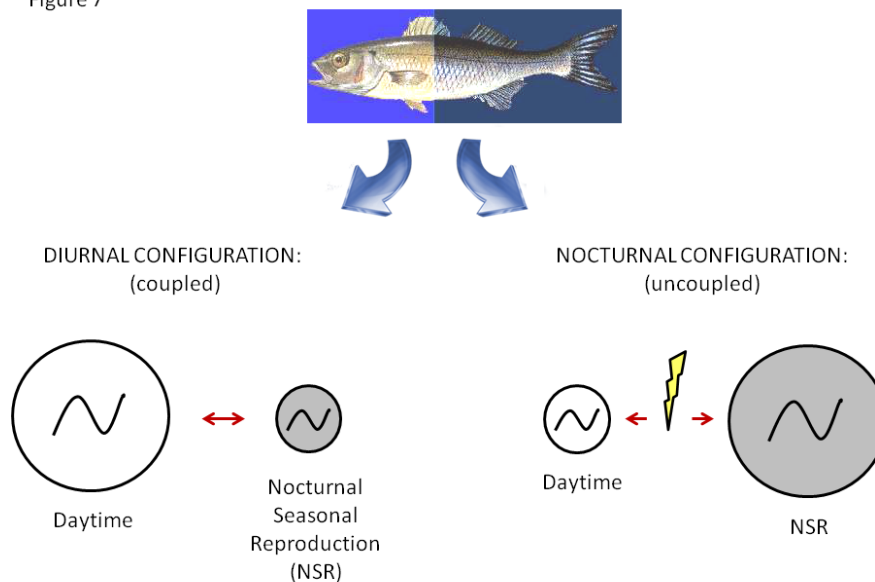 Figure 7
DIURNAL CONFIGURATION:
(coupled)
NOCTURNAL CONFIGURATION:
(uncoupled)
Daytime
Nocturnal
Seasonal
Reproduction
(NSR)
Daytime
NSR